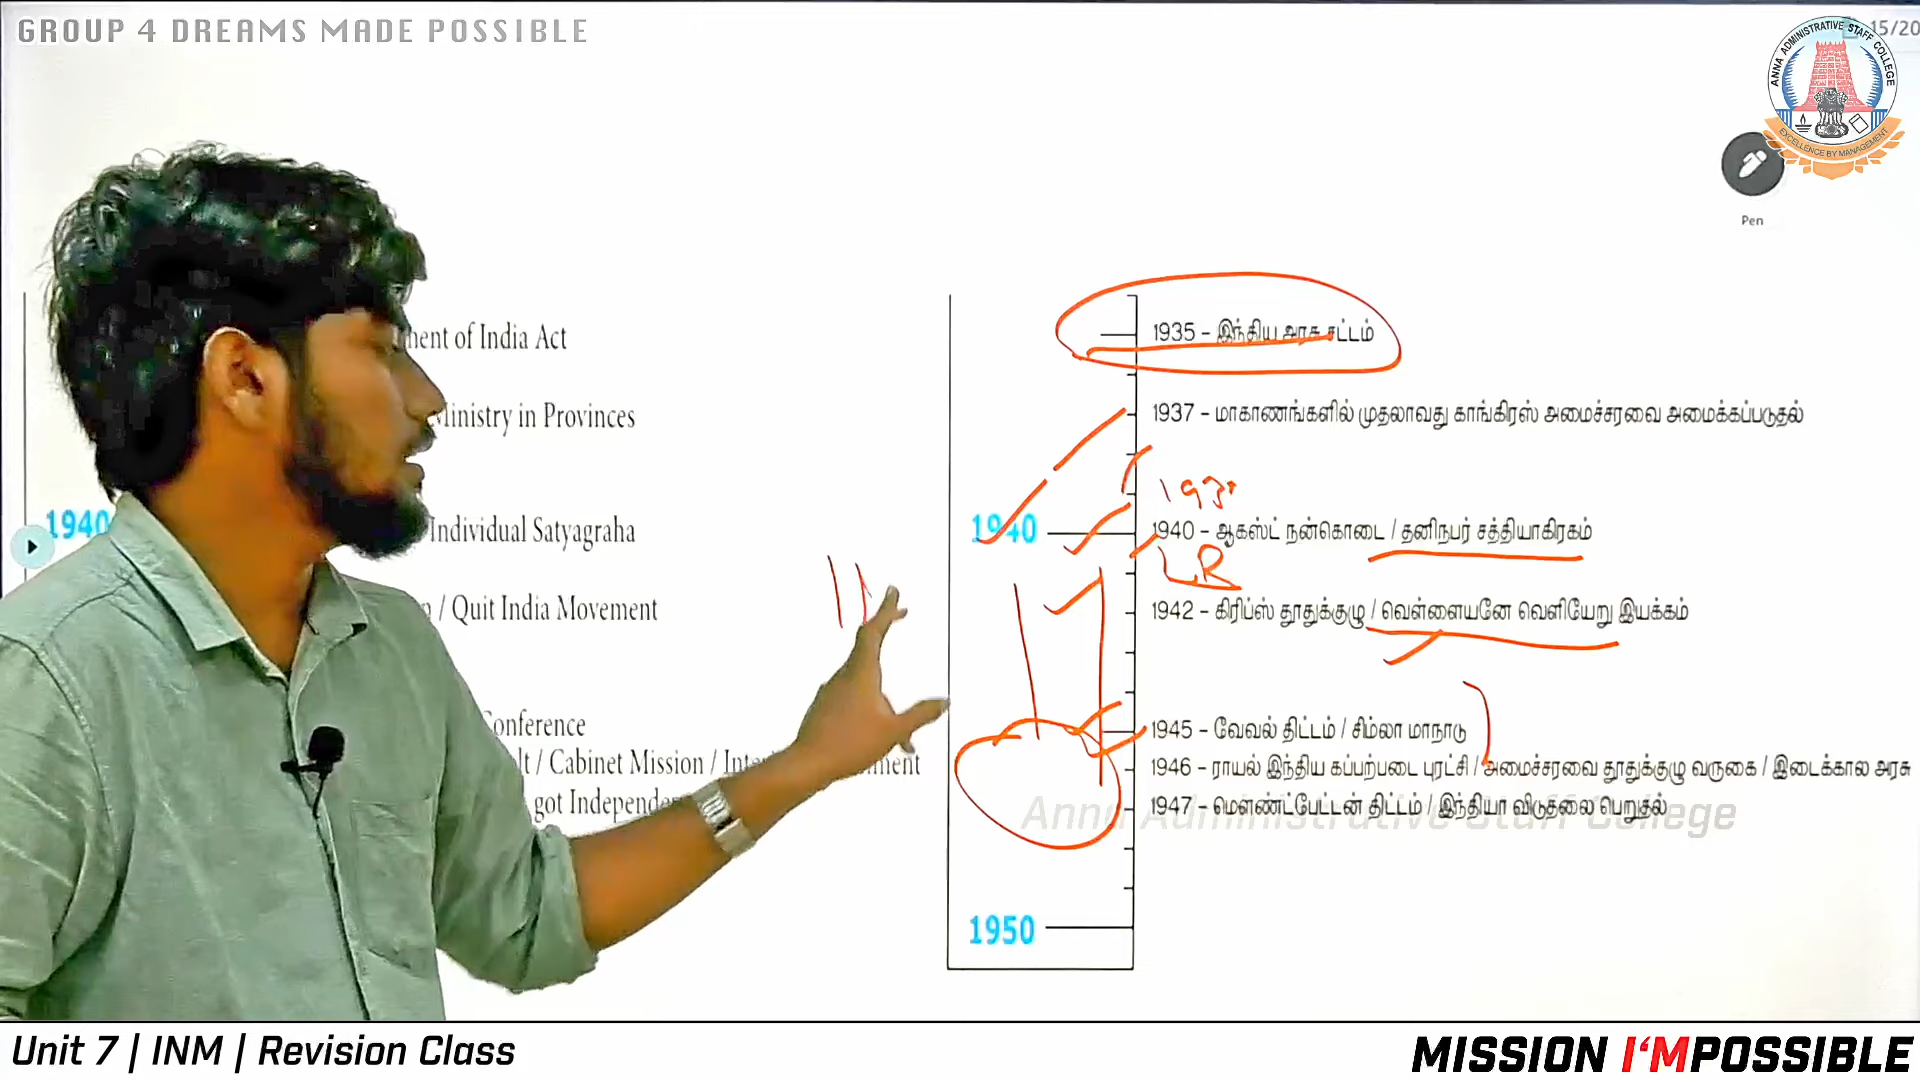 GROUP 4 DREAMS MADE POSSIBLE
15/20
ANNA ADMINISTRATIVE STAFF COLLEGE
EXCELLENCE BY MANAGEMENT
Pen
of India Act
Ministry in Provinces
1940
Individual Satyagraha
/ Quit India Movement
Conference
/ Cabinet Mission /
got
1935 – இந்திய அரசு சட்டம்
1937 – மாகாணங்களில் முதலாவது காங்கிரஸ் அமைச்சரவை அமைக்கப்படுதல்
193
1940
1940 – ஆகஸ்ட் நன்கொடை / தனிநபர் சத்தியாகிரகம்
LR
1942 – கிரிப்ஸ் தூதுக்குழு / வெள்ளையனே வெளியேறு இயக்கம்
1945 – வேவல் திட்டம் / சிம்லா மாநாடு
1946 – ராயல் இந்திய கப்பற்படை புரட்சி / அமைச்சரவை தூதுக்குழு வருகை / இடைக்கால அரசு
1947 – மௌண்ட்பேட்டன் திட்டம் / இந்தியா விடுதலை பெறுதல்
Anna Administrative Staff College
1950
Unit 7 | INM | Revision Class
MISSION I'MPOSSIBLE